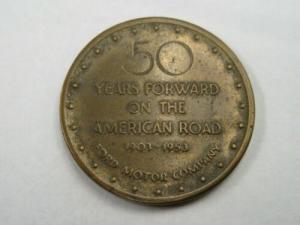 50
YEARS FORWARD
ON THE
AMERICAN ROAD
1903-1953
FORD MOTOR COMPANY